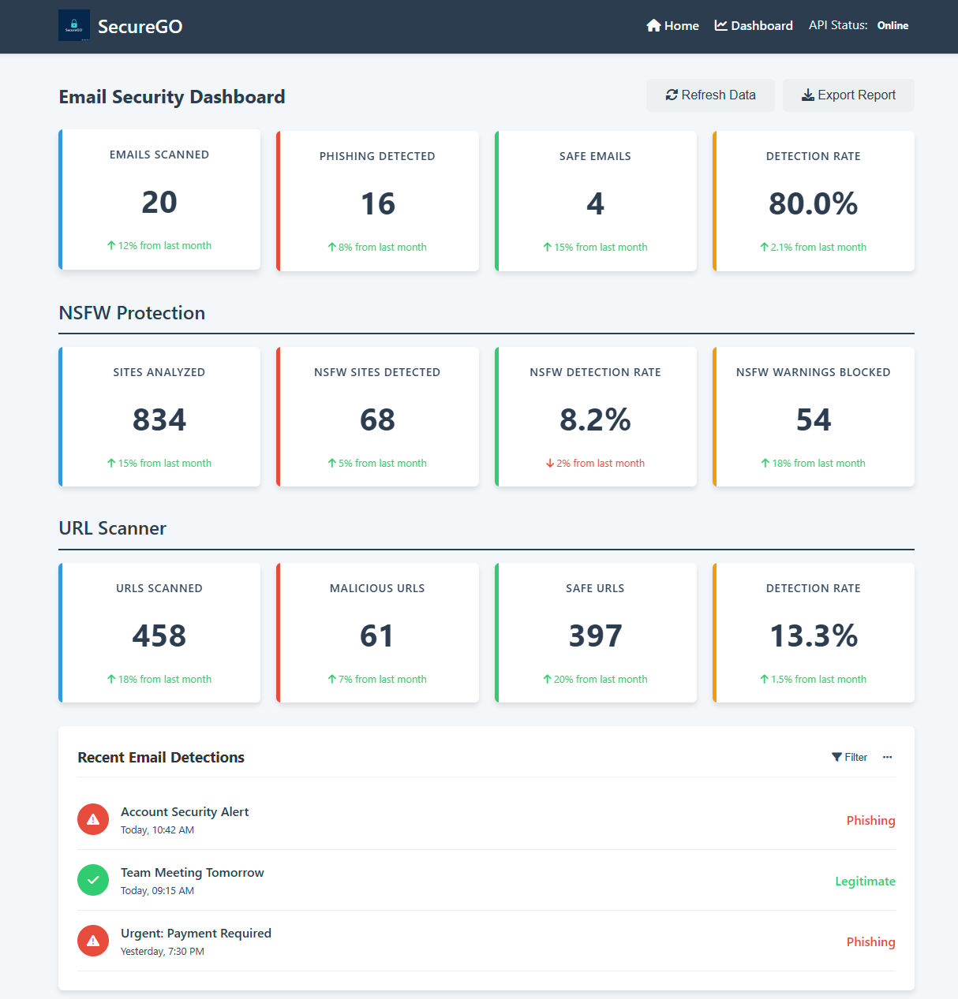 SecureGO
SecureGO
Home
Dashboard
API Status: Online
Email Security Dashboard
Refresh Data
Export Report
EMAILS SCANNED
20
12% from last month
PHISHING DETECTED
16
8% from last month
SAFE EMAILS
4
15% from last month
DETECTION RATE
80.0%
2.1% from last month
NSFW Protection
SITES ANALYZED
834
15% from last month
NSFW SITES DETECTED
68
5% from last month
NSFW DETECTION RATE
8.2%
2% from last month
NSFW WARNINGS BLOCKED
54
18% from last month
URL Scanner
URLS SCANNED
458
18% from last month
MALICIOUS URLS
61
7% from last month
SAFE URLS
397
20% from last month
DETECTION RATE
13.3%
1.5% from last month
Recent Email Detections
Filter
Account Security Alert
Today, 10:42 AM
Phishing
Team Meeting Tomorrow
Today, 09:15 AM
Legitimate
Urgent: Payment Required
Yesterday, 7:30 PM
Phishing